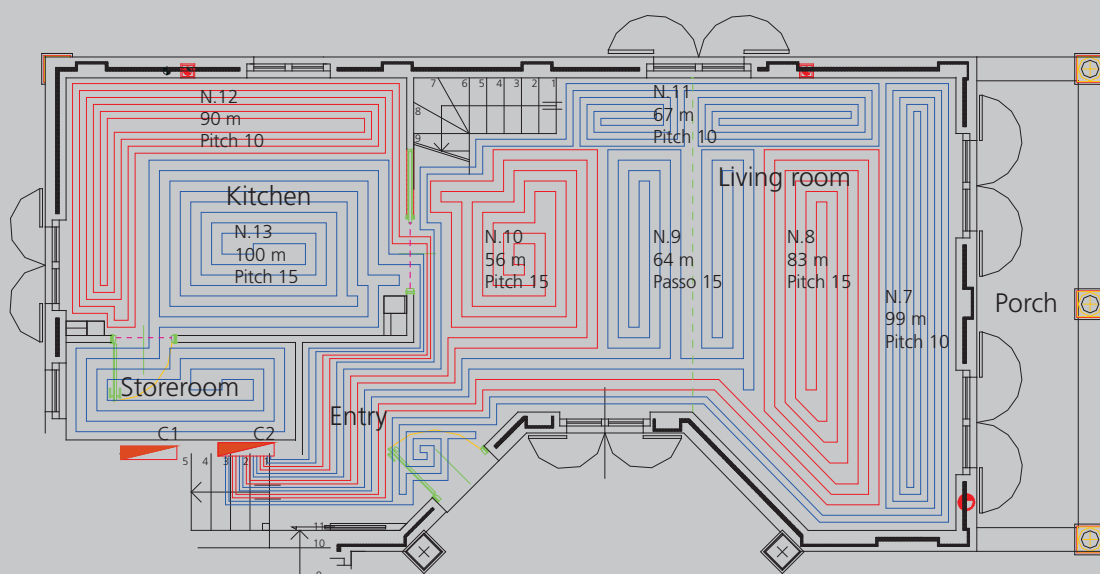 N.12
90 m
Pitch 10
Kitchen
N.13
100 m
Pitch 15
Storeroom
C1
C2
Entry
5
4
3
2
1
11
10
7
6
5
4
3
2
1
8
9
N.11
67 m
Pitch 10
Living room
N.10
56 m
Pitch 15
N.9
64 m
Passo 15
N.8
83 m
Pitch 15
N.7
99 m
Pitch 10
Porch